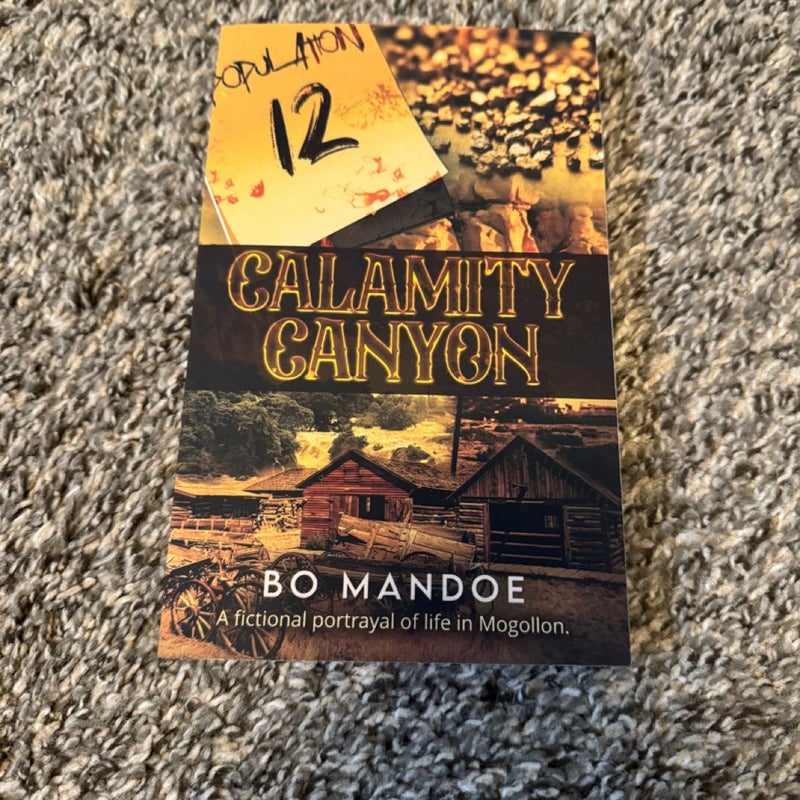 POPULATION
12
CALAMITY
CANYON
BO MANDOE
A fictional portrayal of life in Mogollon.